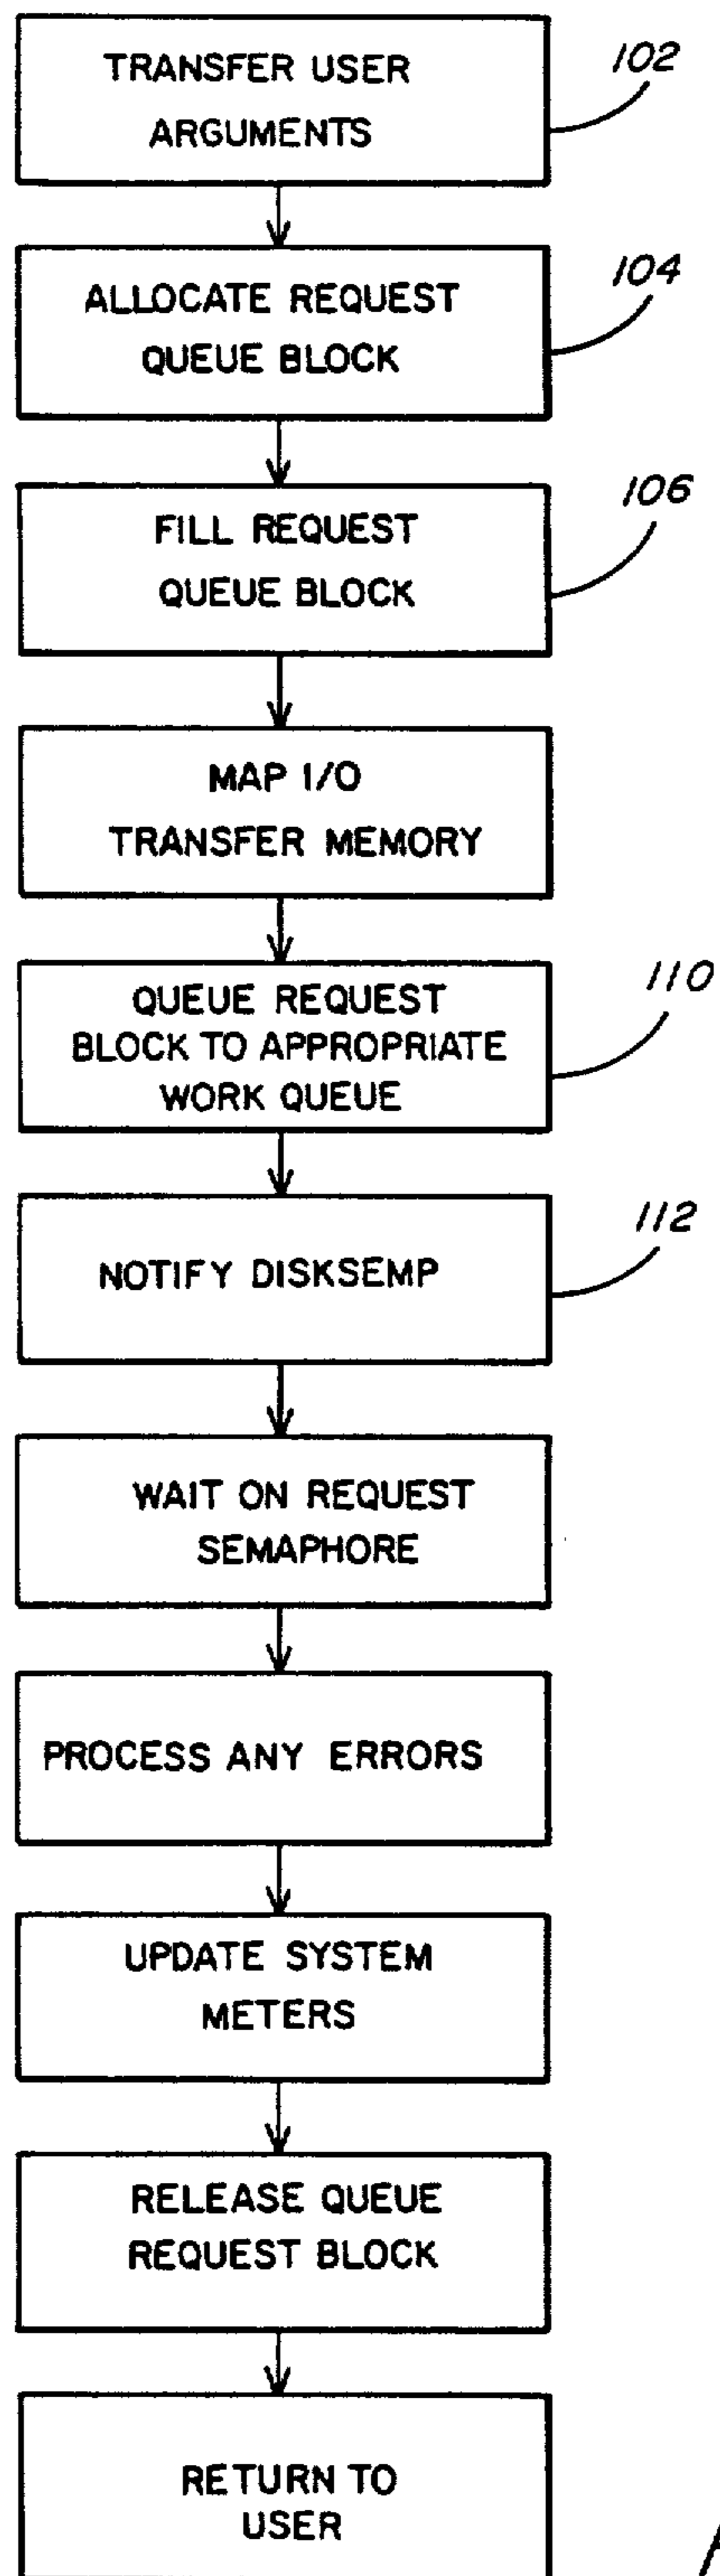 TRANSFER USER
ARGUMENTS
102
ALLOCATE REQUEST
QUEUE BLOCK
104
FILL REQUEST
QUEUE BLOCK
106
MAP I/O
TRANSFER MEMORY
QUEUE REQUEST
BLOCK TO APPROPRIATE
WORK QUEUE
110
NOTIFY DISKSEMP
112
WAIT ON REQUEST
SEMAPHORE
PROCESS ANY ERRORS
UPDATE SYSTEM
METERS
RELEASE QUEUE
REQUEST BLOCK
RETURN TO
USER